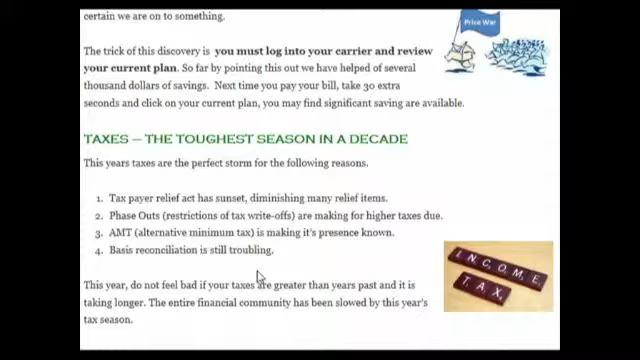 certain we are on to something.
Price War
The trick of this discovery is you must log into your carrier and review
your current plan. So far by pointing this out we have helped of several
thousand dollars of savings. Next time you pay your bill, take 30 extra
seconds and click on your current plan, you may find significant saving are available.
TAXES – THE TOUGHEST SEASON IN A DECADE
This years taxes are the perfect storm for the following reasons.
1. Tax payer relief act has sunset, diminishing many relief items.
2. Phase Outs (restrictions of tax write-offs) are making for higher taxes due.
3. AMT (alternative minimum tax) is making it's presence known.
4. Basis reconciliation is still troubling.
INCOME
TAX
This year, do not feel bad if your taxes are greater than years past and it is
taking longer. The entire financial community has been slowed by this year's
tax season.